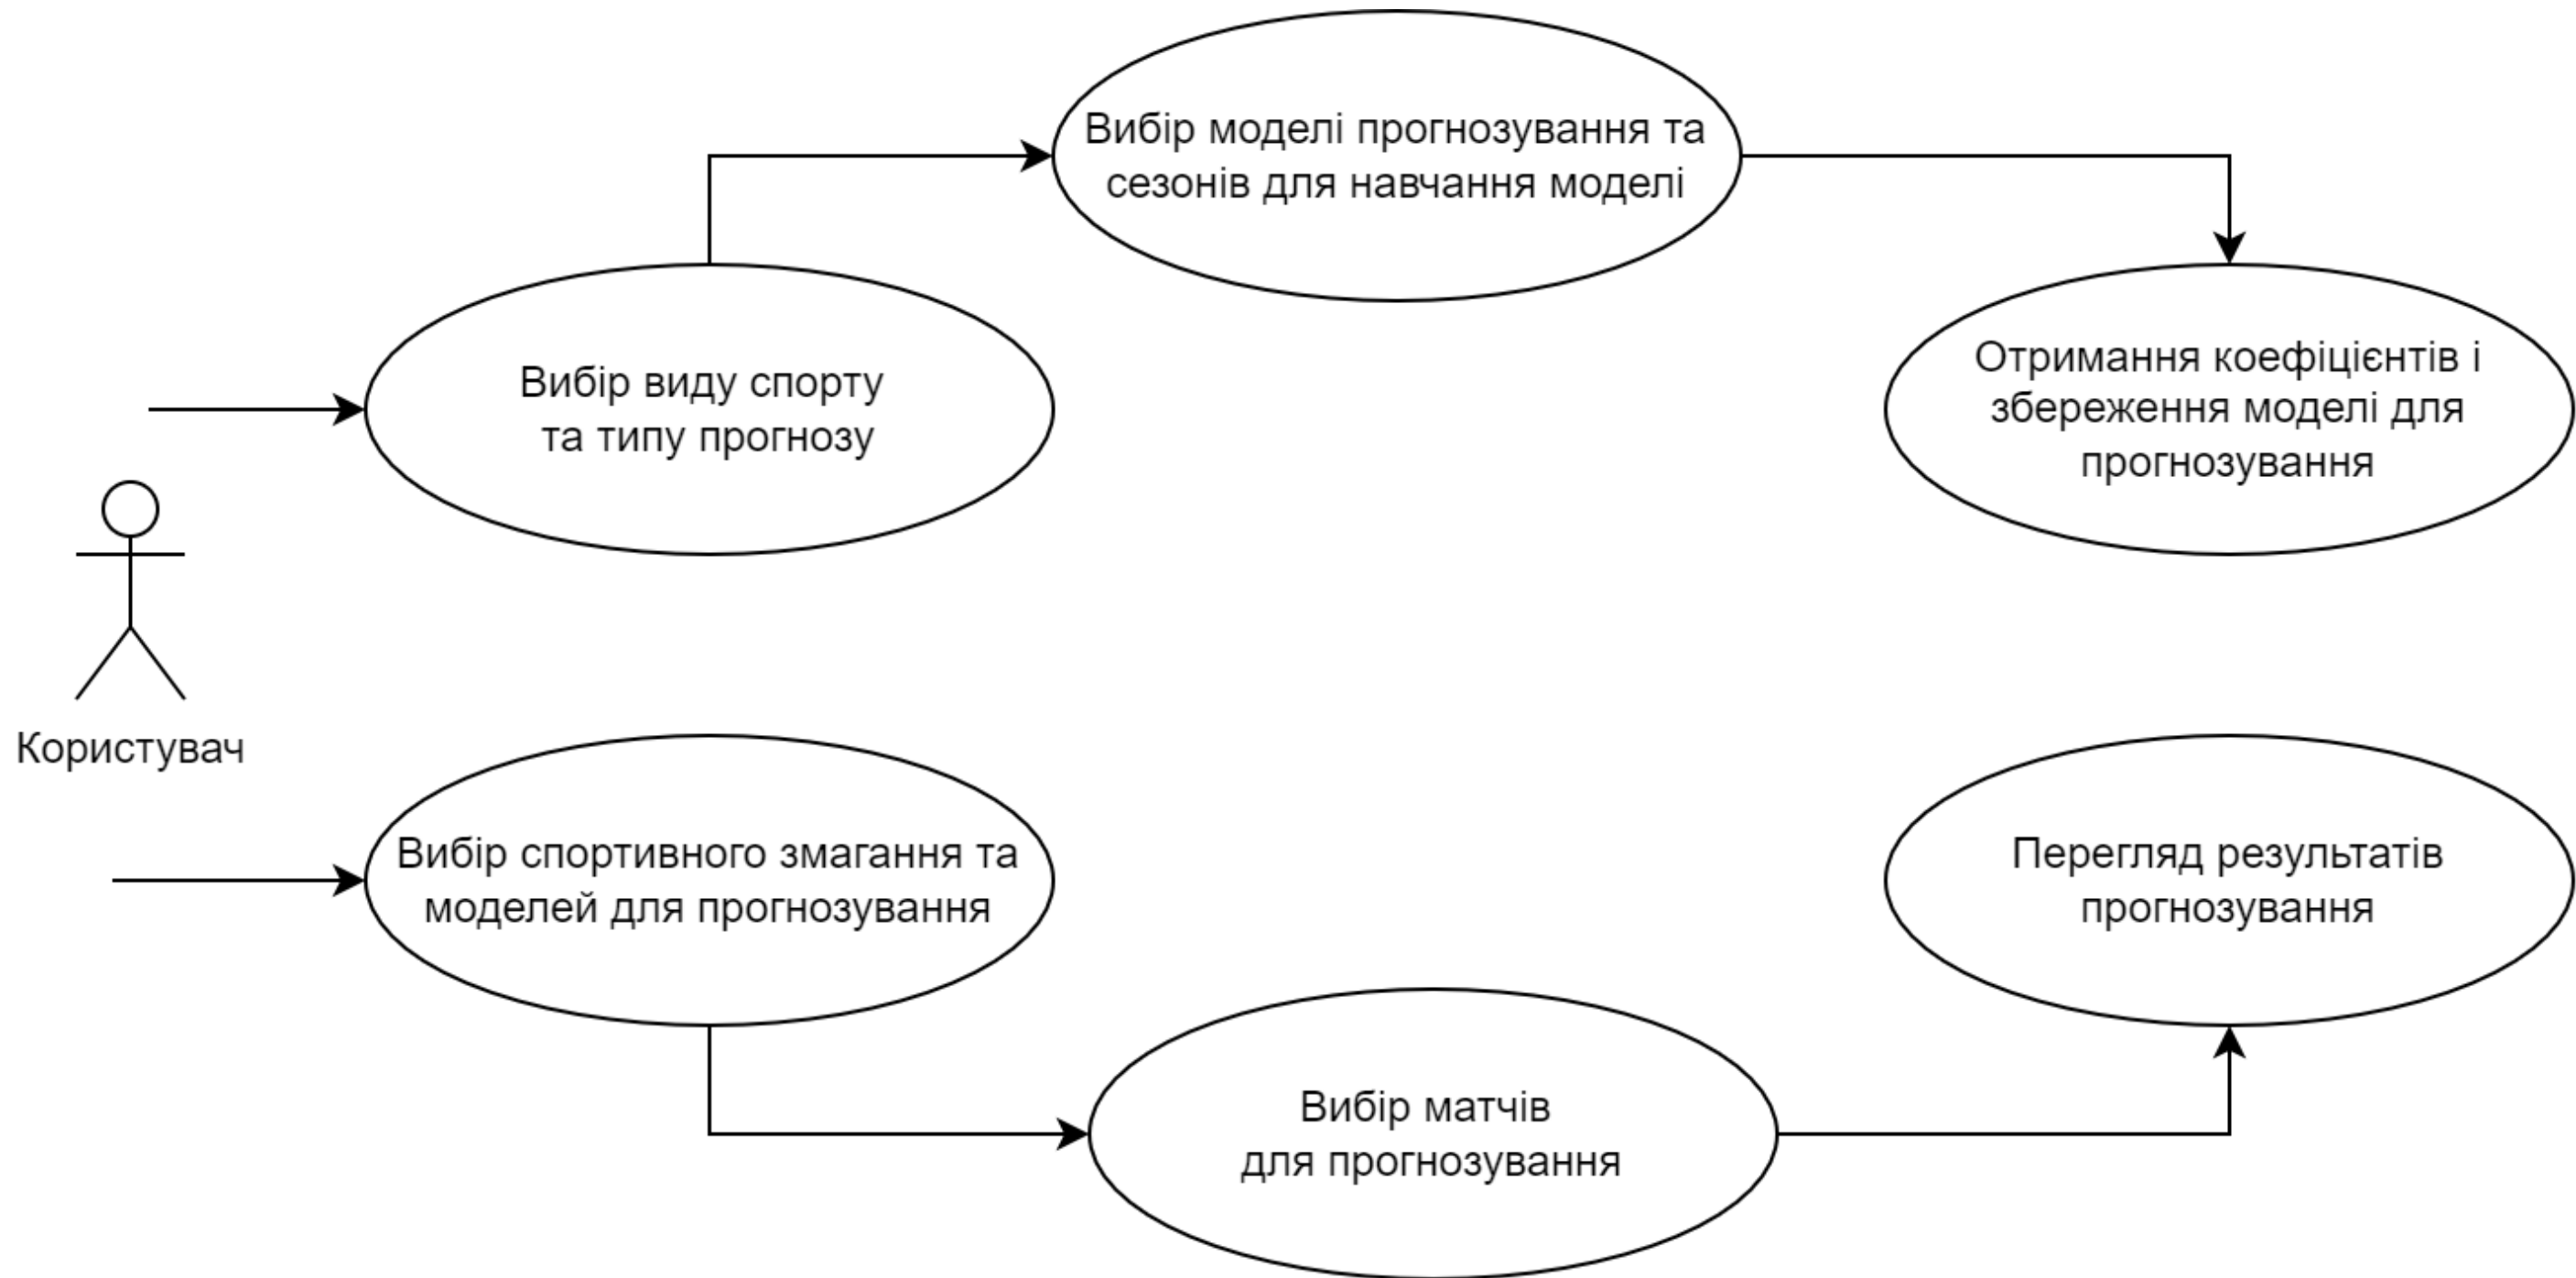 Вибір моделі прогнозування та
сезонів для навчання моделі
Вибір виду спорту
та типу прогнозу
Отримання коефіцієнтів і
збереження моделі для
прогнозування
Користувач
Вибір спортивного змагання та
моделей для прогнозування
Перегляд результатів
прогнозування
Вибір матчів
для прогнозування